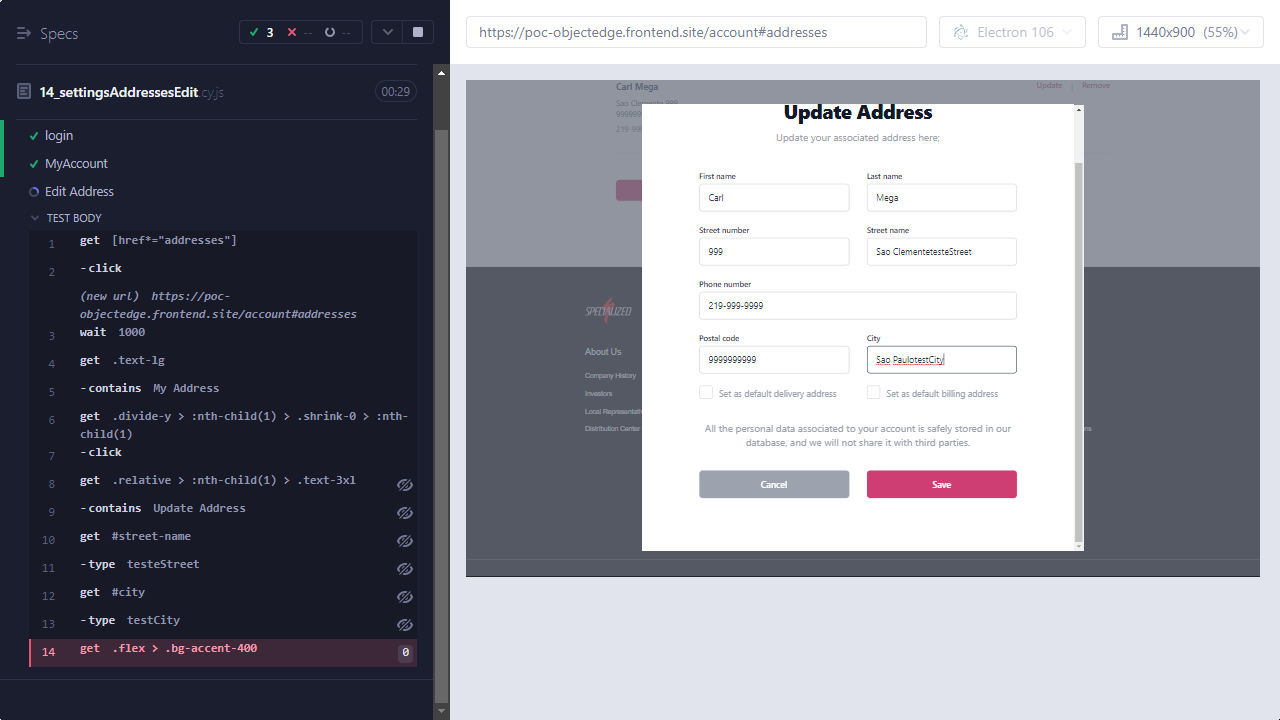 Specs
3
--
--
14_settingsAddressesEdit.cy.js
00:29
login
MyAccount
Edit Address
TEST BODY
1 get [href*="addresses"]
2 -click
(new url) https://poc-
objectedge.frontend.site/account#addresses
3 wait 1000
4 get .text-lg
5 -contains My Address
6 get .divide-y > :nth-child(1) > .shrink-0 > :nth-
child(1)
7 -click
8 get .relative > :nth-child(1) > .text-3xl
9 -contains Update Address
10 get #street-name
11 -type testeStreet
12 get #city
13 -type testCity
14 get .flex > .bg-accent-400 0
https://poc-objectedge.frontend.site/account#addresses
Electron 106
1440x900 (55%)
Carl Mega
Update
Remove
Sao Clemente 999
219-99
Update Address
Update your associated address here;
First name
Last name
Carl
Mega
Street number
Street name
999
Sao ClementetesteStreet
Phone number
219-999-9999
Postal code
City
9999999999
Sao PaulotestCity
Set as default delivery address
Set as default billing address
All the personal data associated to your account is safely stored in our
database, and we will not share it with third parties.
Cancel
Save
SPECIALIZED
About Us
Company History
Investors
Local Representativ
Distribution Center
ns